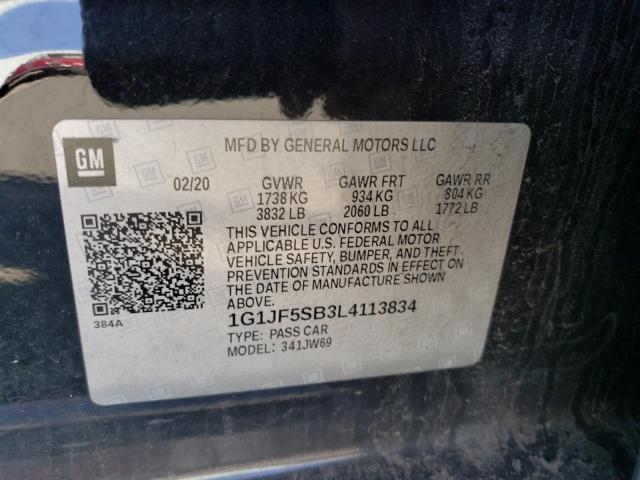 GM
MFD BY GENERAL MOTORS LLC
02/20 GVWR GAWR FRT GAWR RR
1738 KG 934 KG 804 KG
3832 LB 2060 LB 1772 LB
THIS VEHICLE CONFORMS TO ALL
APPLICABLE U.S. FEDERAL MOTOR
VEHICLE SAFETY, BUMPER, AND THEFT
PREVENTION STANDARDS IN EFFECT ON
THE DATE OF MANUFACTURE SHOWN
ABOVE.
384A
1G1JF5SB3L4113834
TYPE: PASS CAR
MODEL: 341JW69